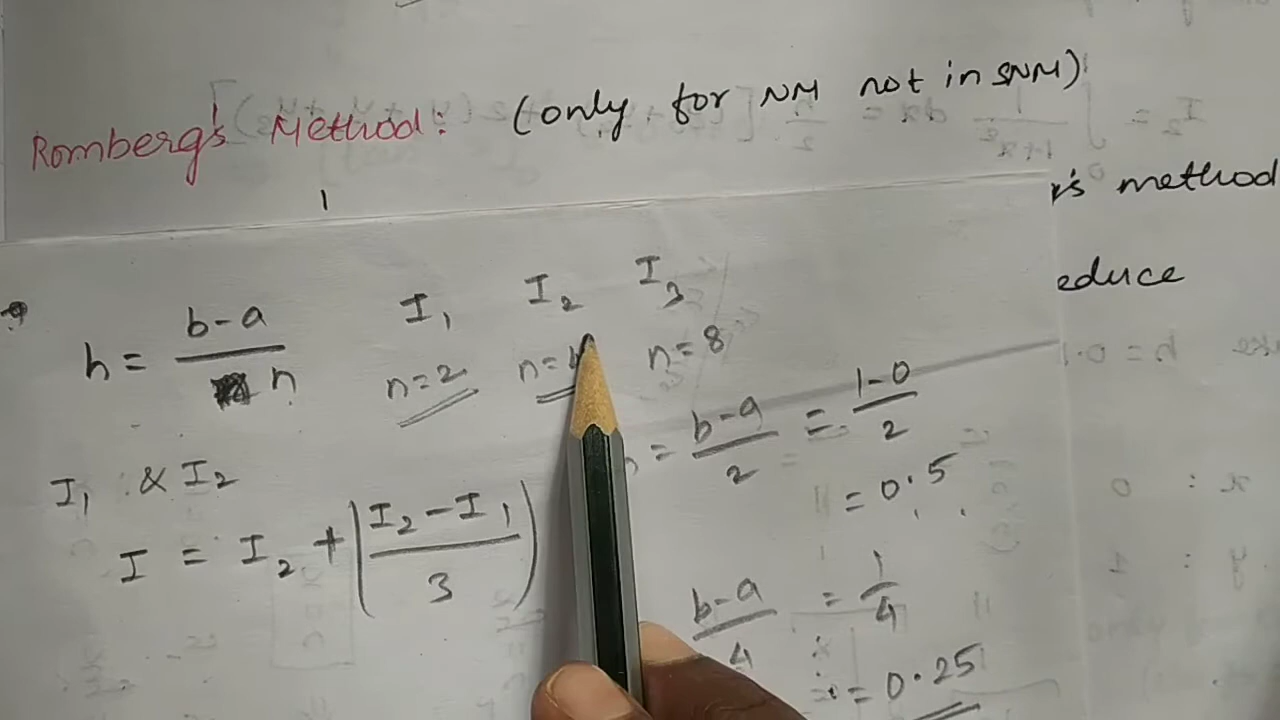 Romberg's Method: (only for NM not in SNM)
's method
educe
I₁ I₂ I₃
h = b-a / n
n=2 n=4 n=8
= b-a / 2 = 1-0 / 2
= 0.5
I₁ & I₂
I = I₂ + (I₂ - I₁ / 3)
b-a / 4 = 1 / 4
= 0.25